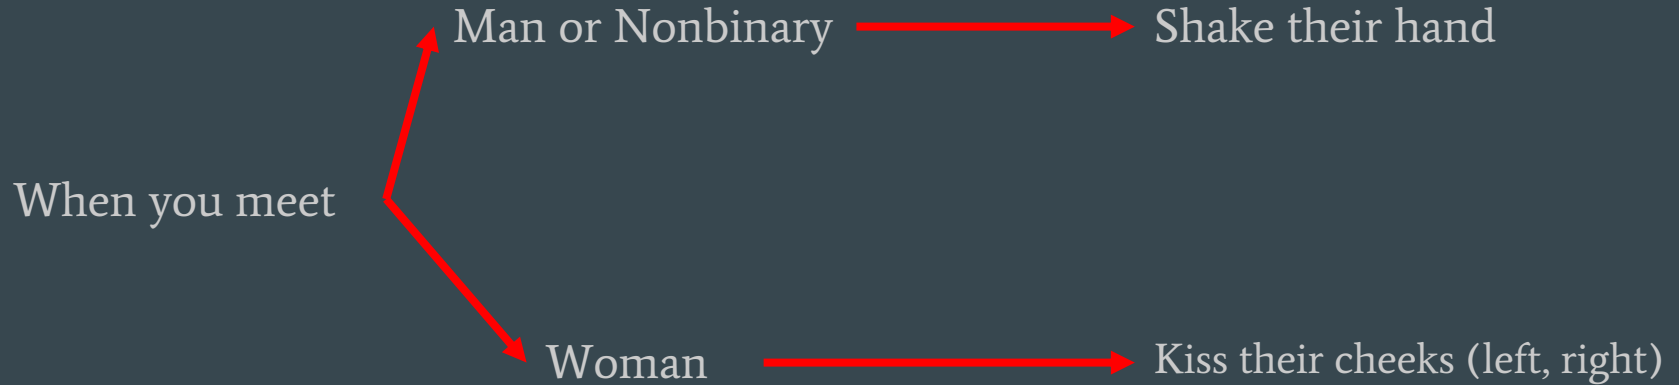 Man or Nonbinary
Shake their hand
When you meet
Woman
Kiss their cheeks (left, right)